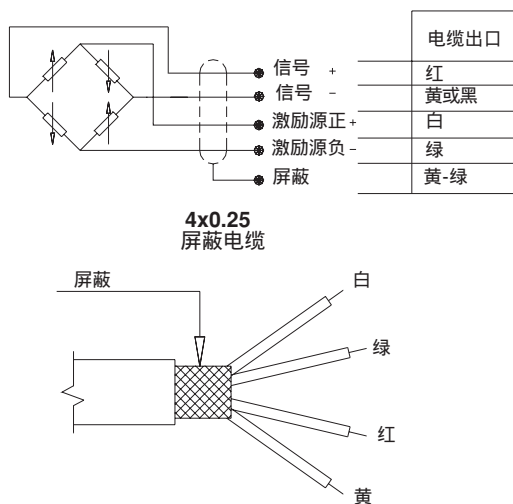 电缆出口
信号 + 红
信号 - 黄或黑
激励源正+ 白
激励源负- 绿
屏蔽 黄-绿
4x0.25
屏蔽电缆
屏蔽
白
绿
红
黄